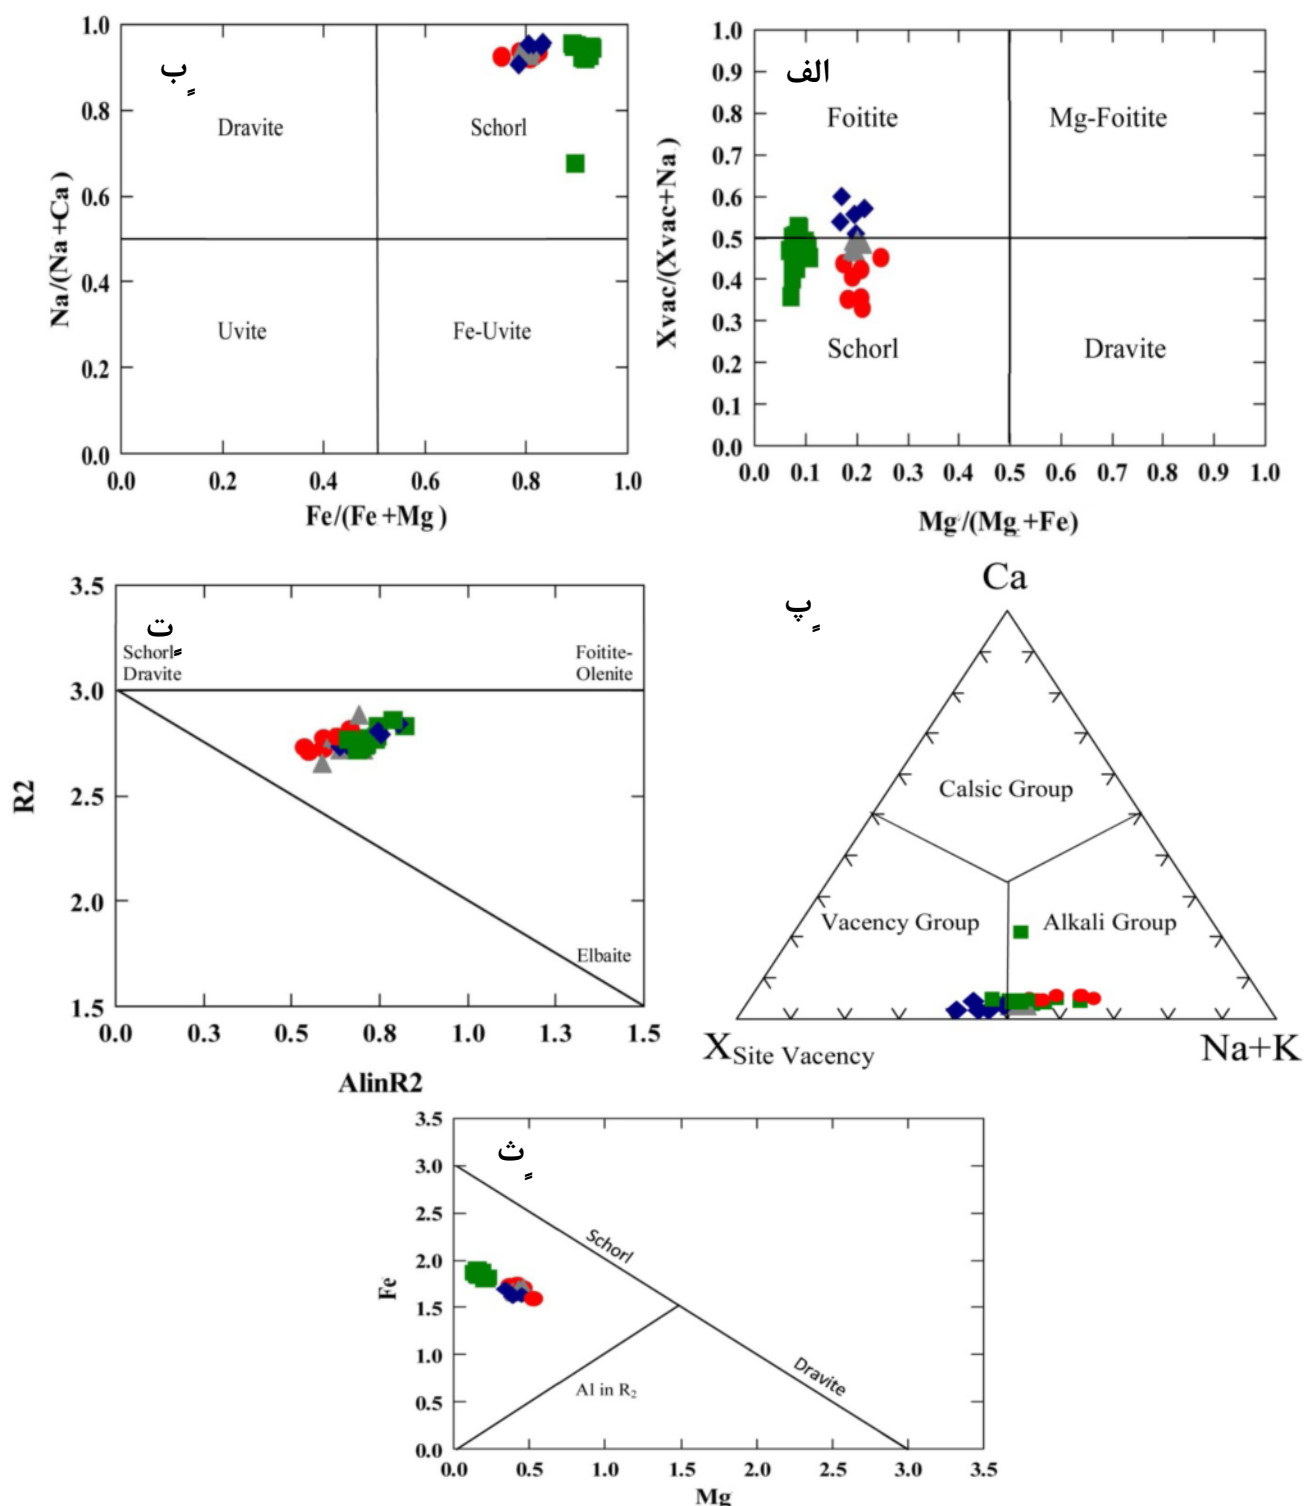 الف
1.0
0.9
0.8
0.7
0.6
0.5
0.4
0.3
0.2
0.1
0.0
Xvac/(Xvac+Na)
Foitite
Mg-Foitite
Schorl
Dravite
0.0 0.1 0.2 0.3 0.4 0.5 0.6 0.7 0.8 0.9 1.0
Mg/(Mg+Fe)
ب
1.0
0.8
0.6
0.4
0.2
0.0
Na/(Na+Ca)
Dravite
Schorl
Uvite
Fe-Uvite
0.0 0.2 0.4 0.6 0.8 1.0
Fe/(Fe+Mg)
پ
Ca
Calsic Group
Vacency Group
Alkali Group
X Site Vacency
Na+K
ت
3.5
3.0
2.5
2.0
1.5
R2
Schorl-
Dravite
Foitite-
Olenite
Elbaite
0.0 0.3 0.5 0.8 1.0 1.3 1.5
AlinR2
ث
3.5
3.0
2.5
2.0
1.5
1.0
0.5
0.0
Fe
Schorl
Dravite
Al in R2
0.0 0.5 1.0 1.5 2.0 2.5 3.0 3.5
Mg